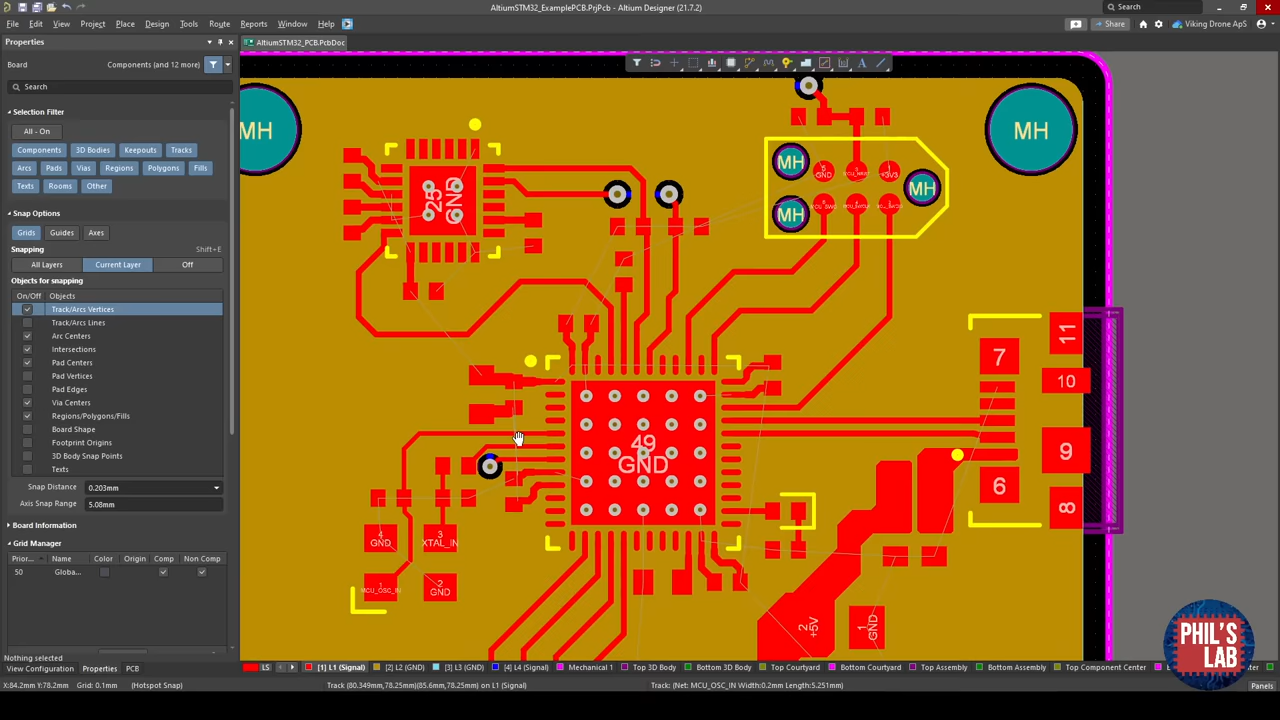 AltiumSTM32_ExamplePCB.PrjPcb - Altium Designer (21.7.2)
Search
File Edit View Project Place Design Tools Route Reports Window Help
Share
Viking Drone ApS
Properties
AltiumSTM32_PCB.PcbDoc
Board
Components (and 12 more)
Search
Selection Filter
All - On
Components 3D Bodies Keepouts Tracks
Arcs Pads Vias Regions Polygons Fills
Texts Rooms Other
Snap Options
Grids Guides Axes
Snapping Shift+E
All Layers Current Layer Off
Objects for snapping
On/Off Objects
Track/Arcs Vertices
Track/Arcs Lines
Arc Centers
Intersections
Pad Centers
Pad Vertices
Pad Edges
Via Centers
Regions/Polygons/Fills
Board Shape
Footprint Origins
3D Body Snap Points
Texts
Snap Distance 0.203mm
Axis Snap Range 5.08mm
Board Information
Grid Manager
Prior... Name Color Origin Comp Non Comp
50 Globa...
Nothing selected
View Configuration Properties PCB
MH
MH
MH
MH
MH
5
GND
+3V3
25
GND
49
GND
7
11
10
9
6
8
4
GND
3
XTAL_IN
1
MCU_OSC_IN
2
GND
2
+5V
1
GND
LS [1] L1 (Signal) [2] L2 (GND) [3] L3 (GND) [4] L4 (Signal) Mechanical 1 Top 3D Body Bottom 3D Body Top Courtyard Bottom Courtyard Top Assembly Bottom Assembly Top Component Center
X:84.2mm Y:78.2mm Grid: 0.1mm (Hotspot Snap)
Track (80.349mm,78.25mm)(85.6mm,78.25mm) on L1 (Signal)
Track: (Net: MCU_OSC_IN Width:0.2mm Length:5.251mm)
Panels
PHIL'S
LAB